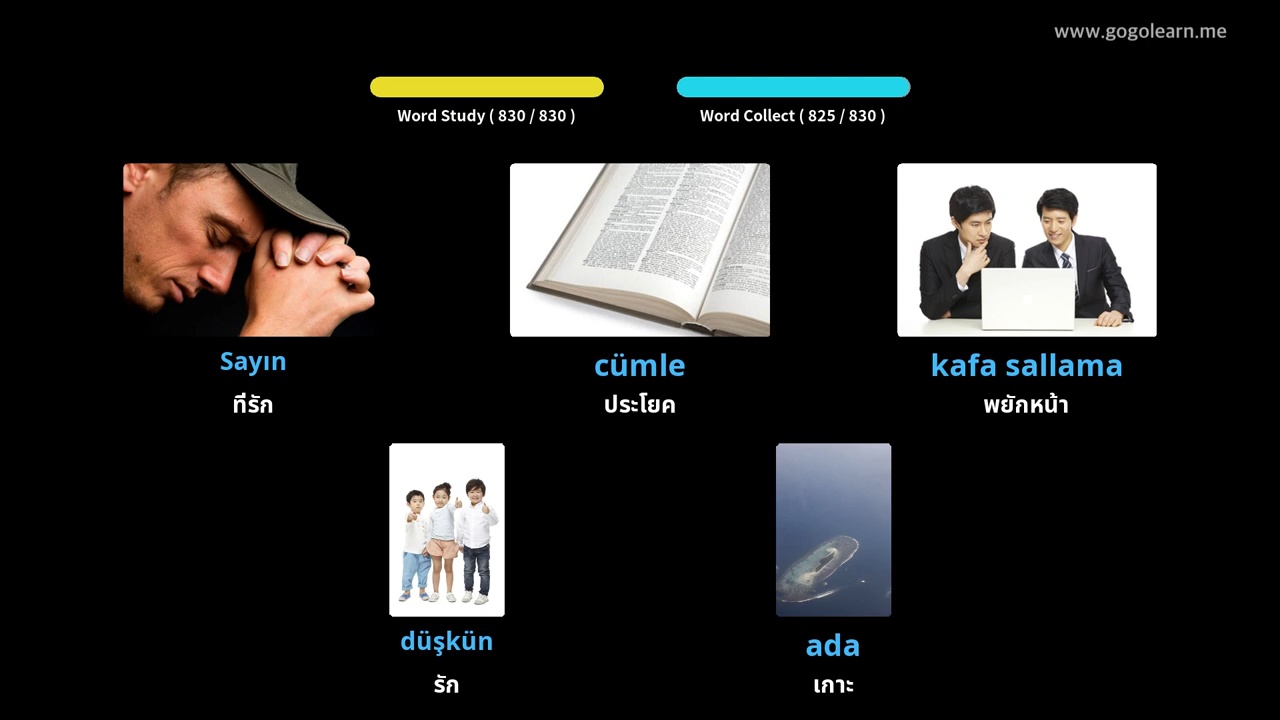 www.gogolearn.me
Word Study ( 830 / 830 )
Word Collect ( 825 / 830 )
Sayın
cümle
kafa sallama
ที่รัก
ประโยค
พยักหน้า
düşkün
ada
รัก
เกาะ